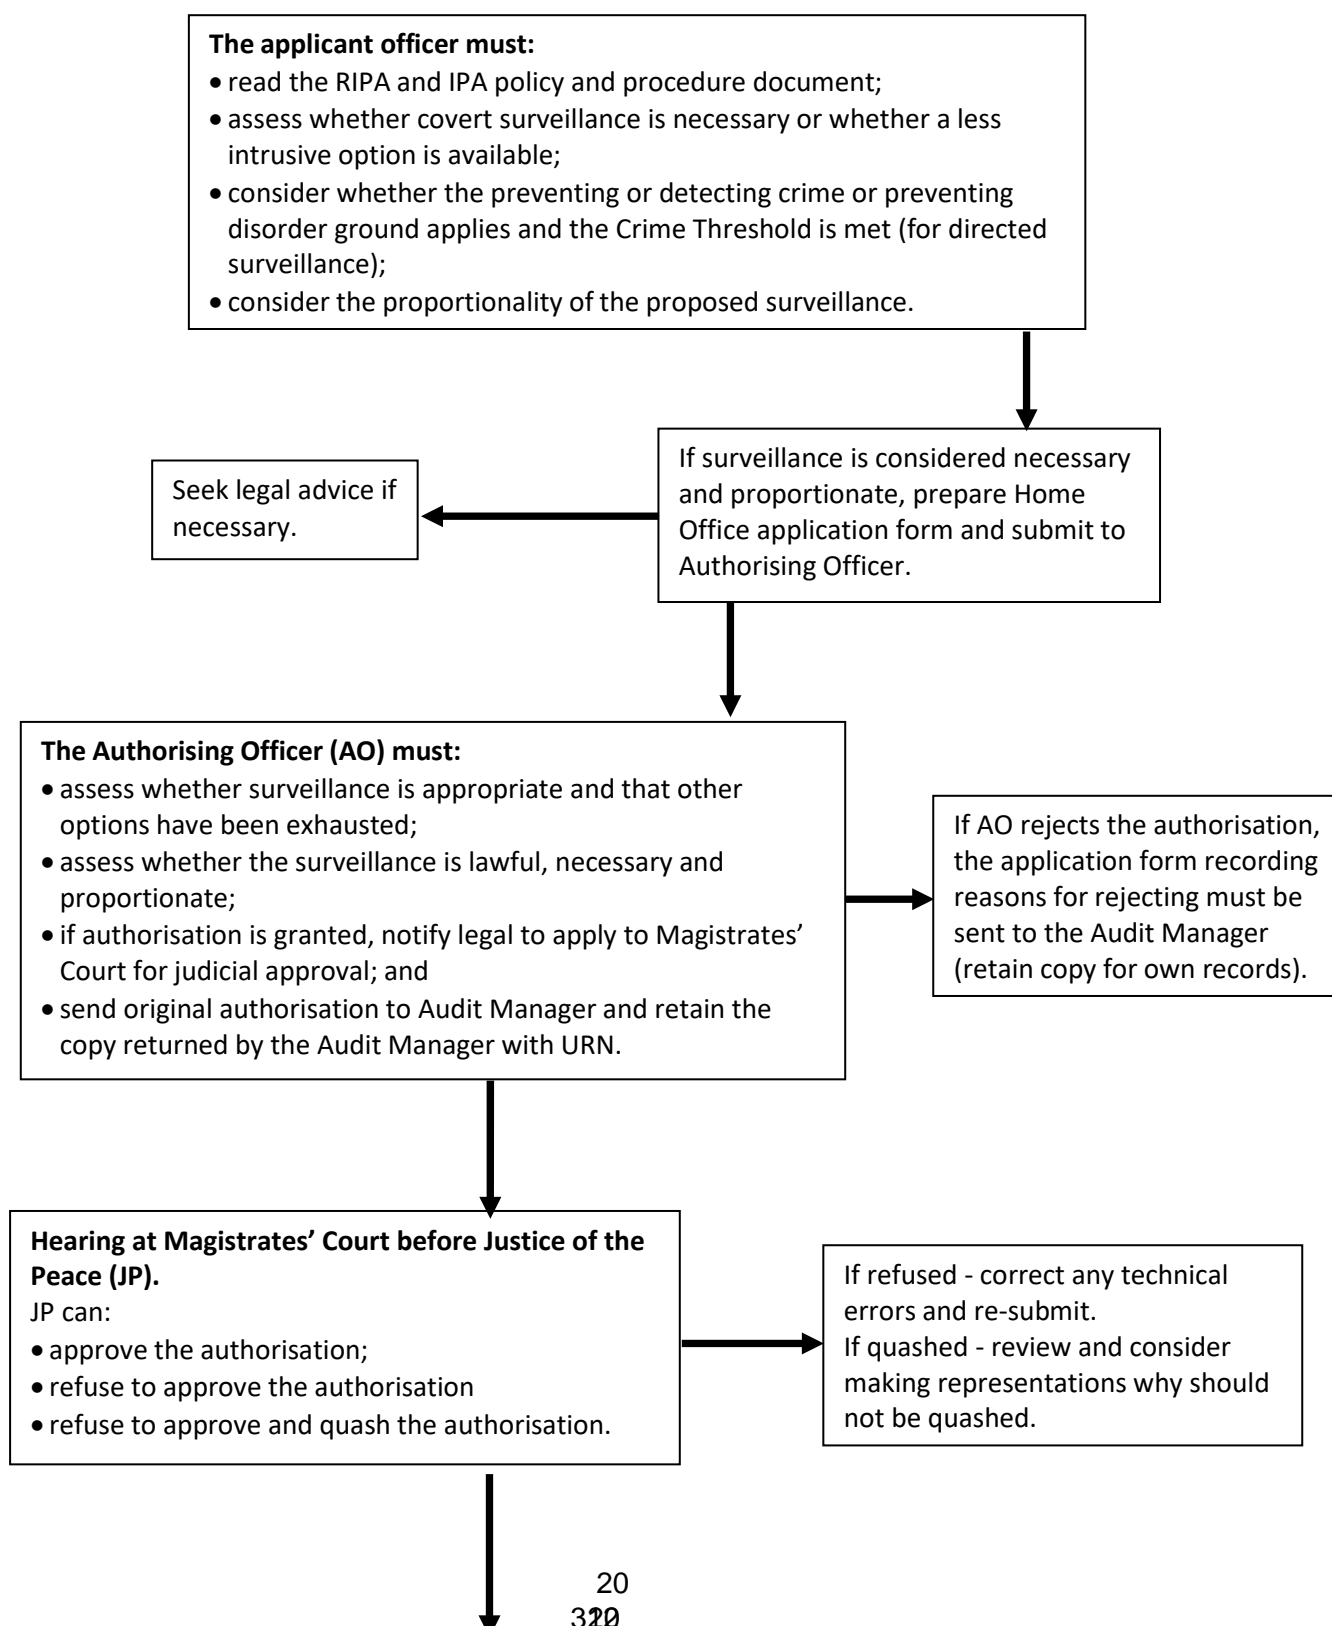 The applicant officer must:
• read the RIPA and IPA policy and procedure document;
• assess whether covert surveillance is necessary or whether a less
intrusive option is available;
• consider whether the preventing or detecting crime or preventing
disorder ground applies and the Crime Threshold is met (for directed
surveillance);
• consider the proportionality of the proposed surveillance.
Seek legal advice if
necessary.
If surveillance is considered necessary
and proportionate, prepare Home
Office application form and submit to
Authorising Officer.
The Authorising Officer (AO) must:
• assess whether surveillance is appropriate and that other
options have been exhausted;
• assess whether the surveillance is lawful, necessary and
proportionate;
• if authorisation is granted, notify legal to apply to Magistrates’
Court for judicial approval; and
• send original authorisation to Audit Manager and retain the
copy returned by the Audit Manager with URN.
If AO rejects the authorisation,
the application form recording
reasons for rejecting must be
sent to the Audit Manager
(retain copy for own records).
Hearing at Magistrates’ Court before Justice of the
Peace (JP).
JP can:
• approve the authorisation;
• refuse to approve the authorisation
• refuse to approve and quash the authorisation.
If refused - correct any technical
errors and re-submit.
If quashed - review and consider
making representations why should
not be quashed.
20